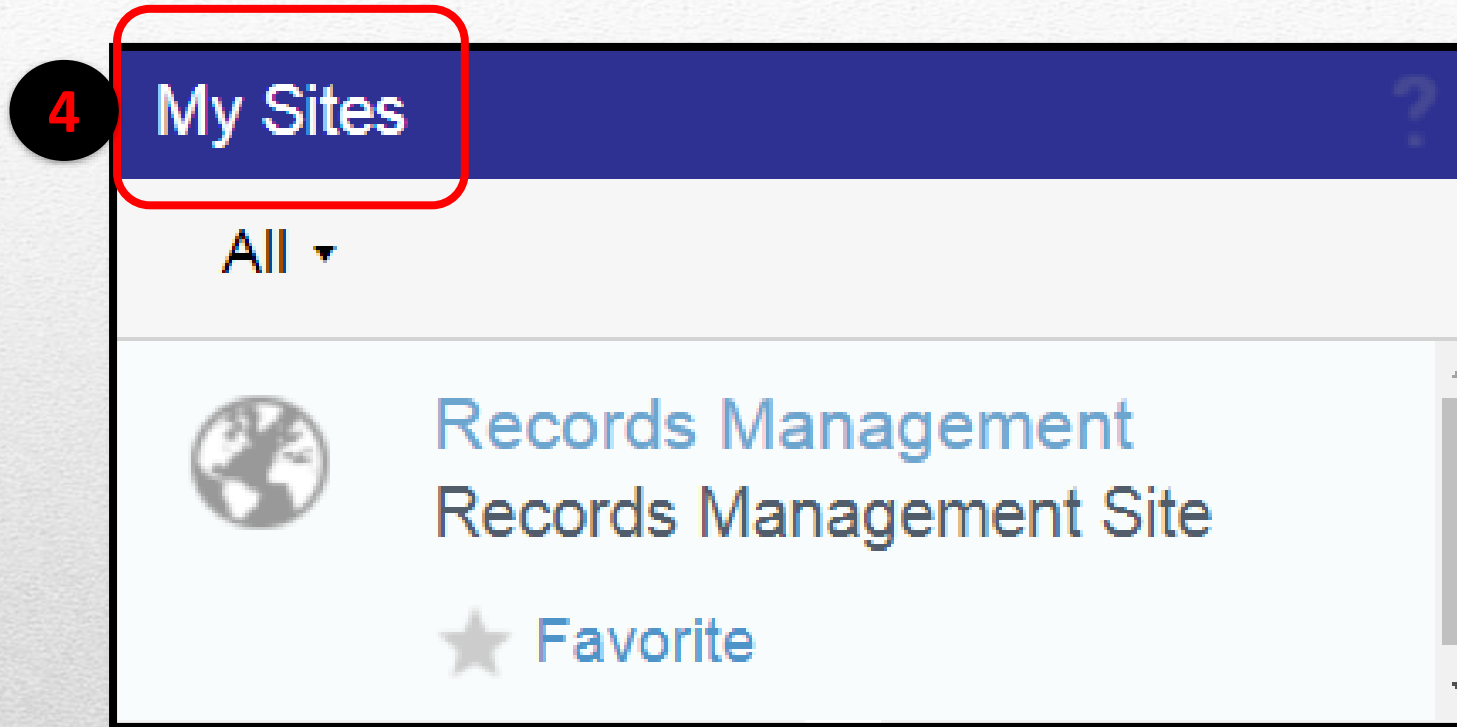 4
My Sites ?
All
Records Management
Records Management Site
Favorite